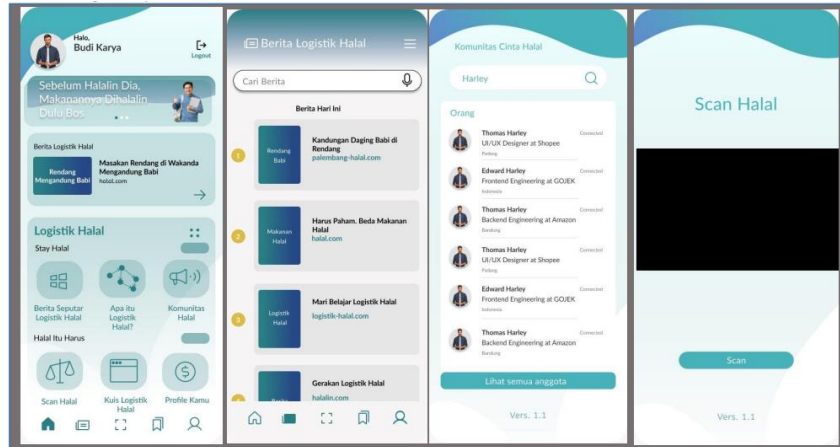 Halo,
Budi Karya
Logout
Sebelum Halalin Dia,
Makanannya Dihalalin
Dulu Bos
Berita Logistik Halal
Rendang
Mengandung Babi
Masakan Rendang di Wakanda
Mengandung Babi
halal.com
Logistik Halal
Stay Halal
Berita Seputar
Logistik Halal
Apa itu
Logistik
Halal?
Komunitas
Halal
Halal Itu Harus
Scan Halal
Kuis Logistik
Halal
Profile Kamu
Berita Logistik Halal
Cari Berita
Berita Hari Ini
1
Rendang
Babi
Kandungan Daging Babi di
Rendang
palembang-halal.com
2
Makanan
Halal
Harus Paham. Beda Makanan
Halal
halal.com
3
Logistik
Halal
Mari Belajar Logistik Halal
logistik-halal.com
Gerakan Logistik Halal
halalin.com
Komunitas Cinta Halal
Harley
Orang
Thomas Harley
Connected
UI/UX Designer at Shopee
Padang
Edward Harley
Connected
Frontend Engineering at GOJEK
Indonesia
Thomas Harley
Connected
Backend Engineering at Amazon
Bandung
Thomas Harley
Connected
UI/UX Designer at Shopee
Padang
Edward Harley
Connected
Frontend Engineering at GOJEK
Indonesia
Thomas Harley
Connected
Backend Engineering at Amazon
Bandung
Lihat semua anggota
Vers. 1.1
Scan Halal
Scan
Vers. 1.1